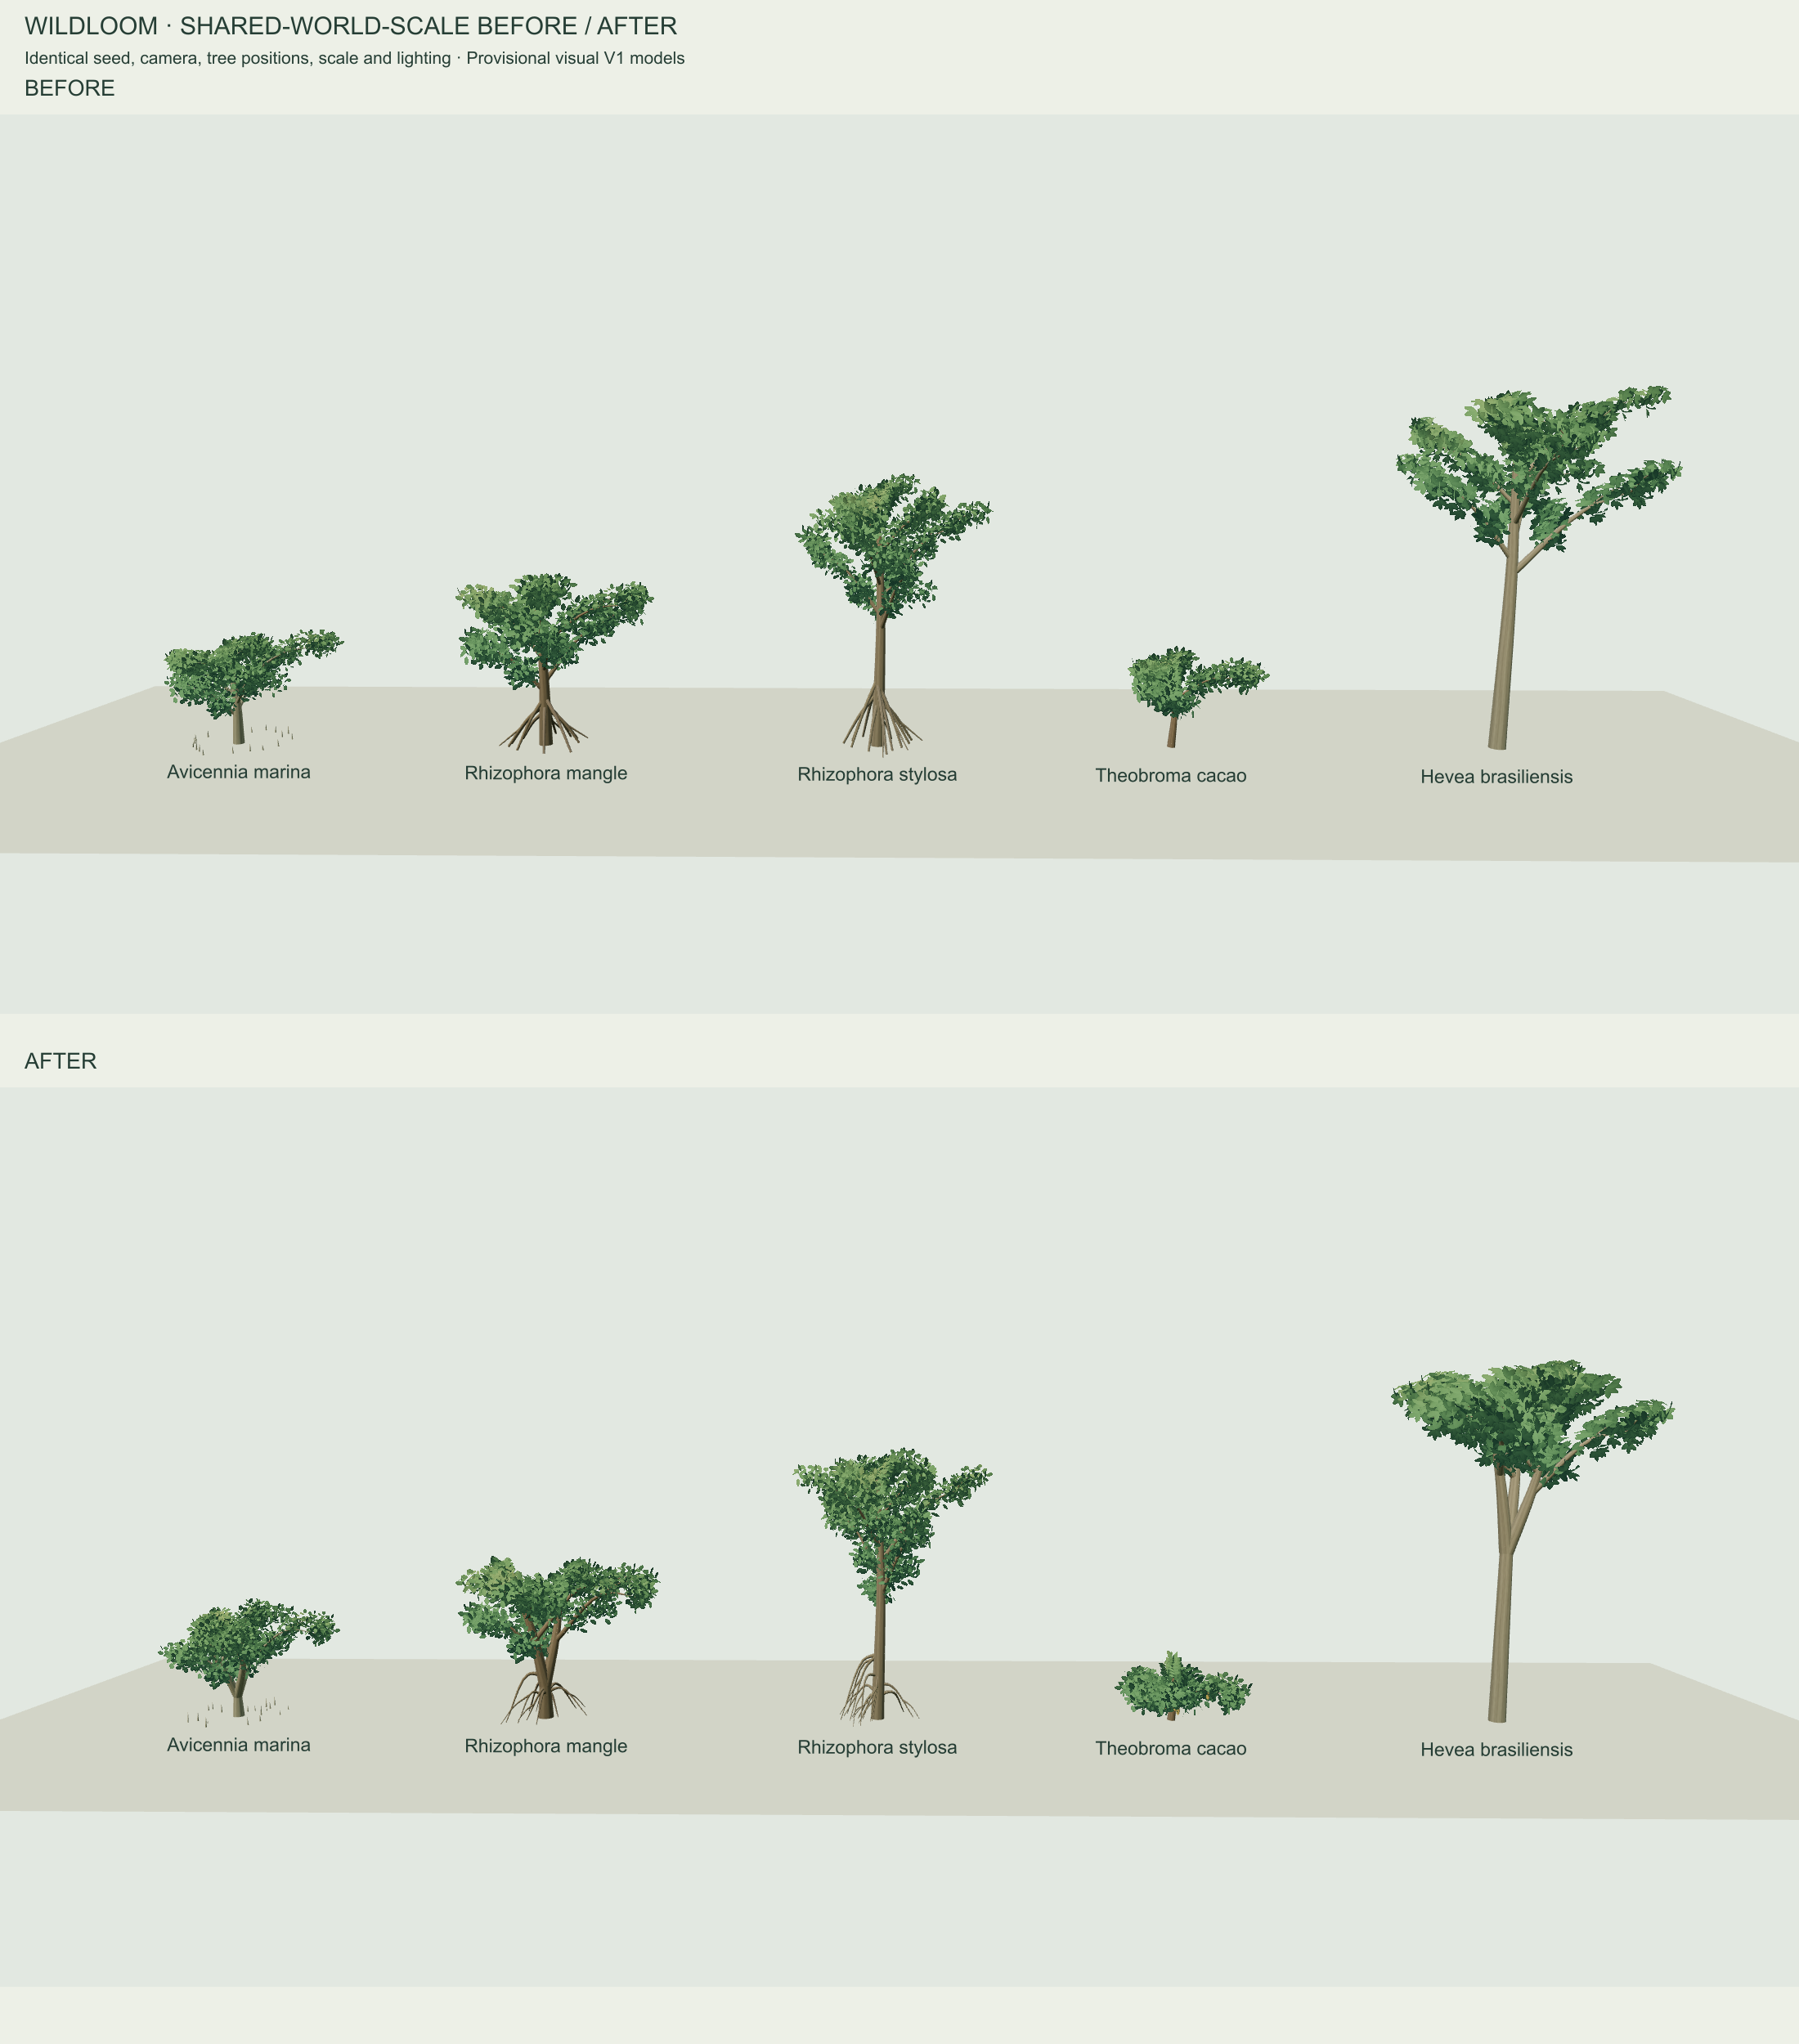 WILDLOOM · SHARED-WORLD-SCALE BEFORE / AFTER
Identical seed, camera, tree positions, scale and lighting · Provisional visual V1 models
BEFORE
Avicennia marina
Rhizophora mangle
Rhizophora stylosa
Theobroma cacao
Hevea brasiliensis
AFTER
Avicennia marina
Rhizophora mangle
Rhizophora stylosa
Theobroma cacao
Hevea brasiliensis